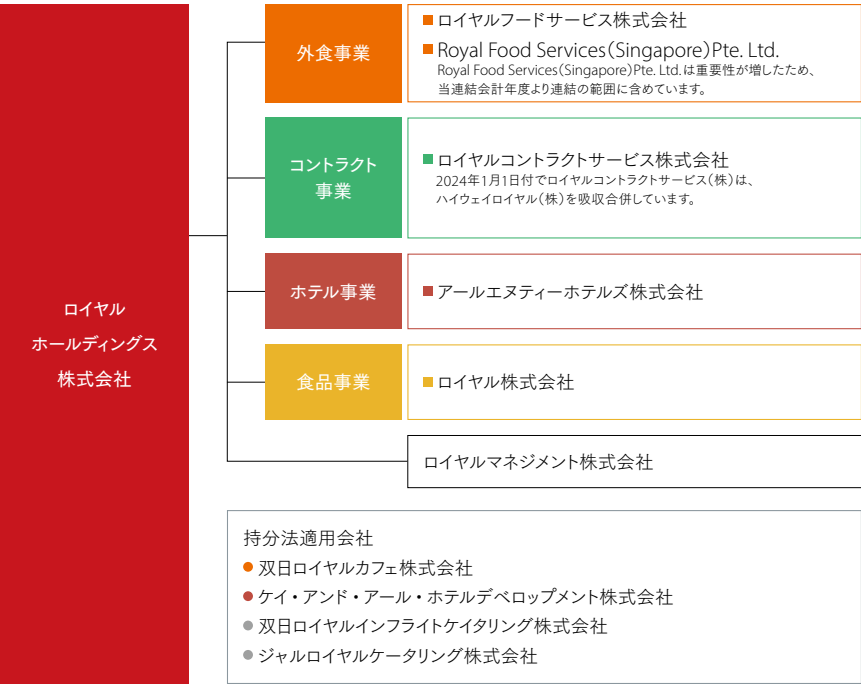 ロイヤル
ホールディングス
株式会社
外食事業
ロイヤルフードサービス株式会社
Royal Food Services(Singapore)Pte. Ltd.
Royal Food Services(Singapore)Pte. Ltd.は重要性が増したため、
当連結会計年度より連結の範囲に含めています。
コントラクト
事業
ロイヤルコントラクトサービス株式会社
2024年1月1日付でロイヤルコントラクトサービス(株)は、
ハイウェイロイヤル(株)を吸収合併しています。
ホテル事業
アールエヌティーホテルズ株式会社
食品事業
ロイヤル株式会社
ロイヤルマネジメント株式会社
持分法適用会社
双日ロイヤルカフェ株式会社
ケイ・アンド・アール・ホテルデベロップメント株式会社
双日ロイヤルインフライトケイタリング株式会社
ジャルロイヤルケータリング株式会社